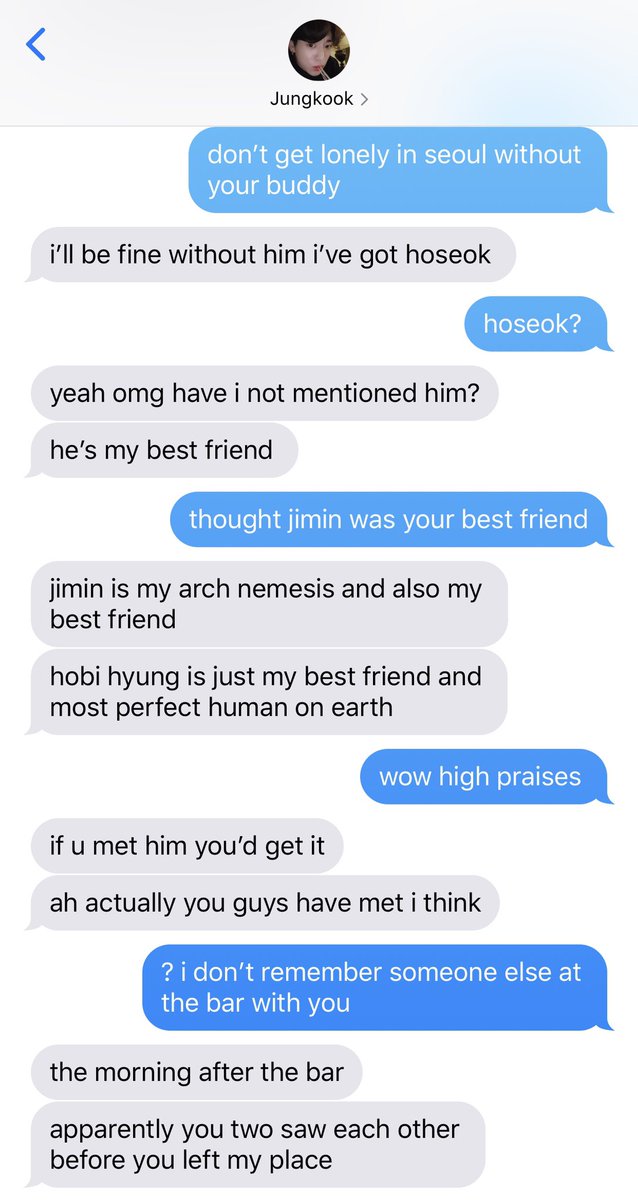 Jungkook
don’t get lonely in seoul without
your buddy
i’ll be fine without him i’ve got hoseok
hoseok?
yeah omg have i not mentioned him?
he’s my best friend
thought jimin was your best friend
jimin is my arch nemesis and also my
best friend
hobi hyung is just my best friend and
most perfect human on earth
wow high praises
if u met him you’d get it
ah actually you guys have met i think
? i don’t remember someone else at
the bar with you
the morning after the bar
apparently you two saw each other
before you left my place